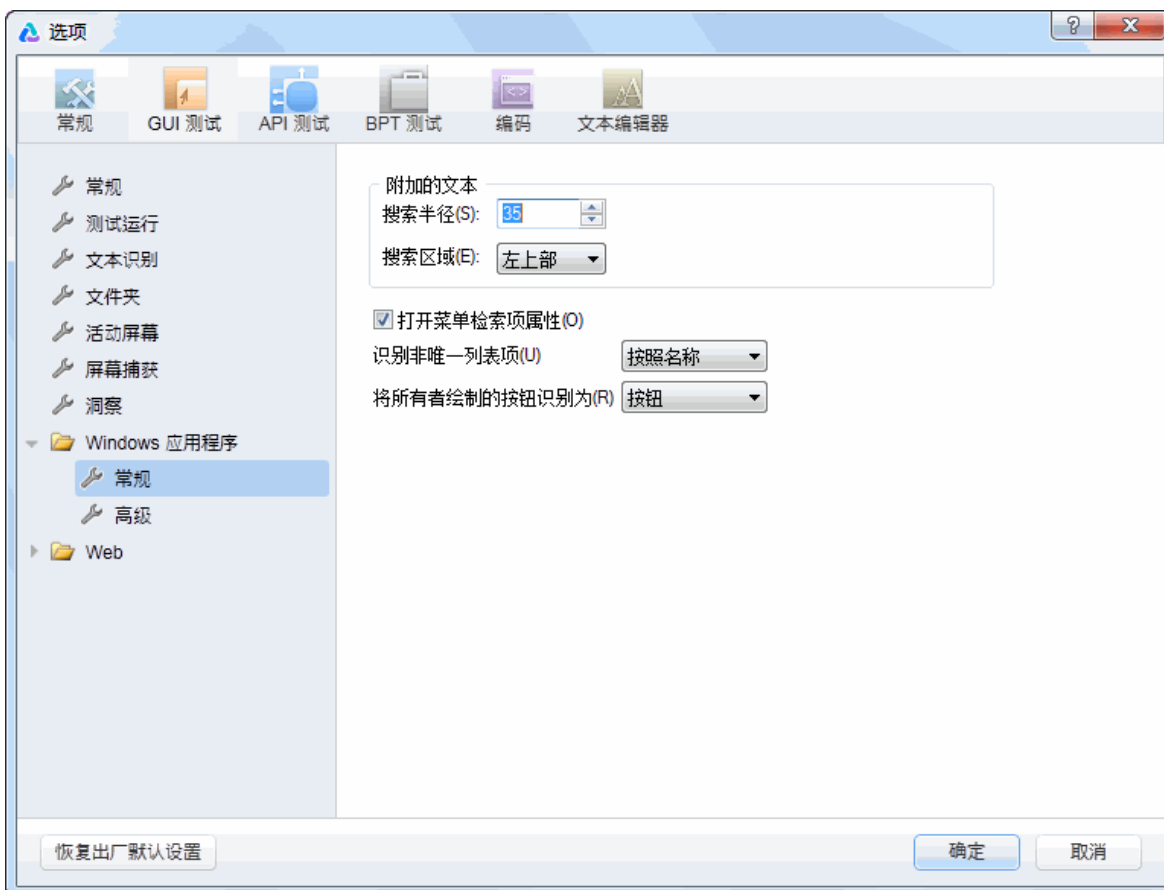 选项
常规 GUI 测试 API 测试 BPT 测试 编码 文本编辑器
常规
测试运行
文本识别
文件夹
活动屏幕
屏幕捕获
洞察
Windows 应用程序
常规
高级
Web
附加的文本
搜索半径(S): 35
搜索区域(E): 左上部
打开菜单检索项属性(O)
识别非唯一列表项(U) 按照名称
将所有者绘制的按钮识别为(R) 按钮
恢复出厂默认设置 确定 取消